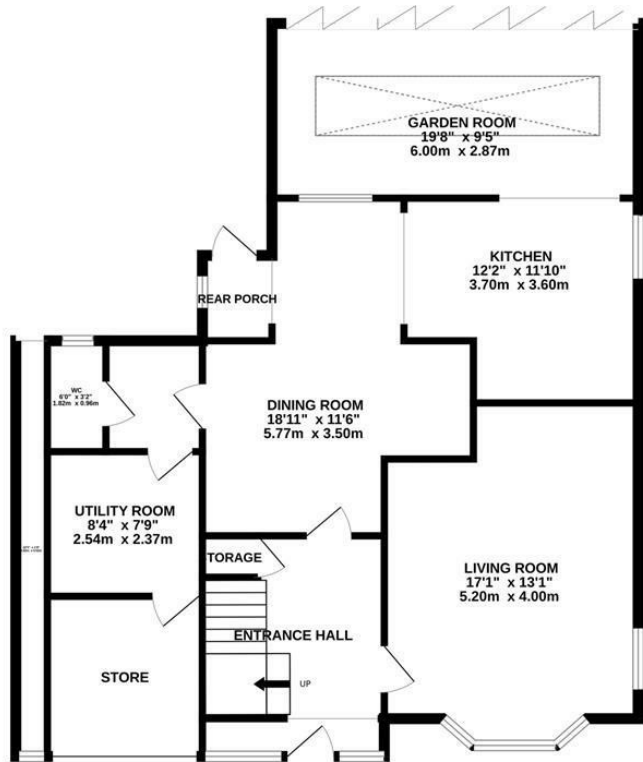 GARDEN ROOM
19'8" x 9'5"
6.00m x 2.87m
KITCHEN
12'2" x 11'10"
3.70m x 3.60m
REAR PORCH
WC
6'0" x 3'2"
1.82m x 0.96m
DINING ROOM
18'11" x 11'6"
5.77m x 3.50m
UTILITY ROOM
8'4" x 7'9"
2.54m x 2.37m
TORAGE
LIVING ROOM
17'1" x 13'1"
5.20m x 4.00m
ENTRANCE HALL
STORE
UP